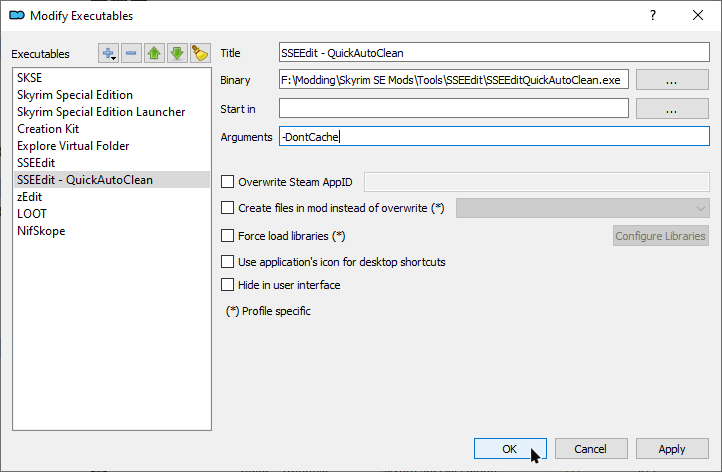 Modify Executables
?
Executables
SKSE
Skyrim Special Edition
Skyrim Special Edition Launcher
Creation Kit
Explore Virtual Folder
SSEEdit
SSEEdit - QuickAutoClean
zEdit
LOOT
NifSkope
Title SSEEdit - QuickAutoClean
Binary F:\Modding\Skyrim SE Mods\Tools\SSEEdit\SSEEditQuickAutoClean.exe ...
Start in ...
Arguments -DontCache
Overwrite Steam AppID
Create files in mod instead of overwrite (*)
Force load libraries (*) Configure Libraries
Use application's icon for desktop shortcuts
Hide in user interface
(*) Profile specific
OK Cancel Apply